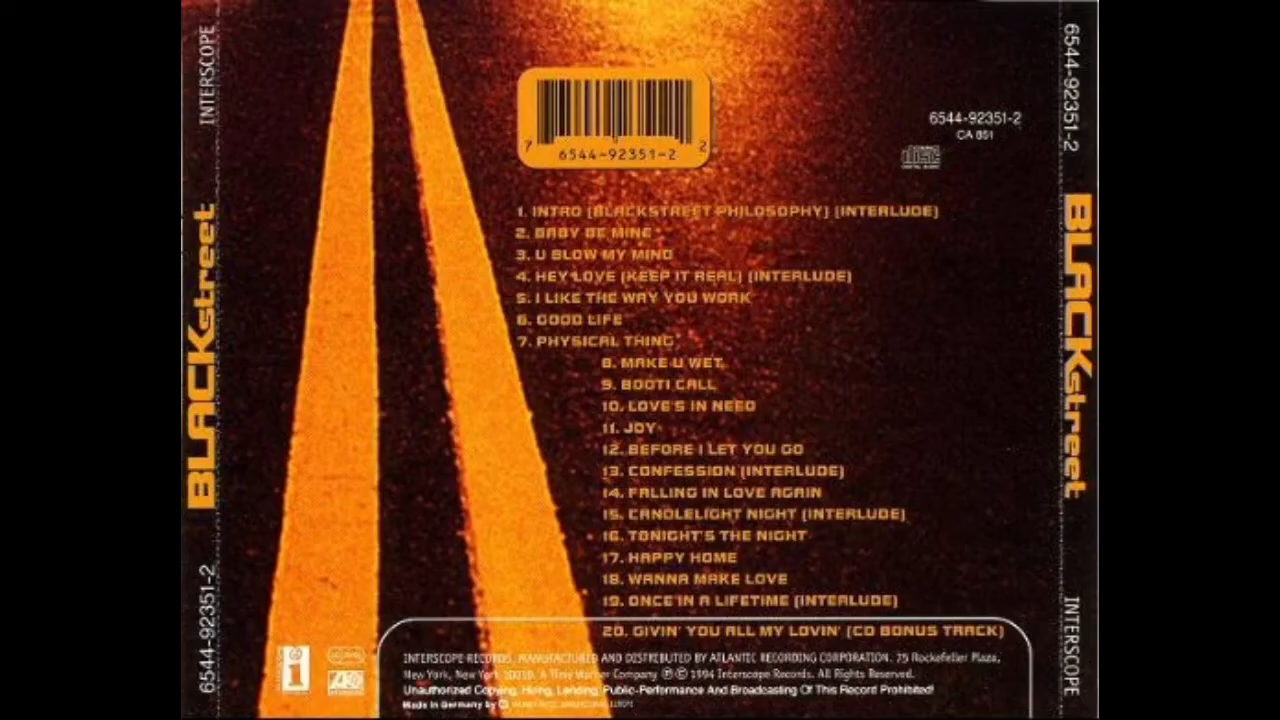 INTERSCOPE
BLACKstreet
6544-92351-2
7 6544-92351-2 2
6544-92351-2
CA 851
COMPACT
disc
DIGITAL AUDIO
1. INTRO (BLACKSTREET PHILOSOPHY) (INTERLUDE)
2. BABY BE MINE
3. U BLOW MY MIND
4. HEY LOVE (KEEP IT REAL) (INTERLUDE)
5. I LIKE THE WAY YOU WORK
6. GOOD LIFE
7. PHYSICAL THING
8. MAKE U WET
9. BOOTI CALL
10. LOVE'S IN NEED
11. JOY
12. BEFORE I LET YOU GO
13. CONFESSION (INTERLUDE)
14. FALLING IN LOVE AGAIN
15. CANDLELIGHT NIGHT (INTERLUDE)
16. TONIGHT'S THE NIGHT
17. HAPPY HOME
18. WANNA MAKE LOVE
19. ONCE IN A LIFETIME (INTERLUDE)
20. GIVIN' YOU ALL MY LOVIN' (CD BONUS TRACK)
i
INTERSCOPE RECORDS, MANUFACTURED AND DISTRIBUTED BY ATLANTIC RECORDING CORPORATION, 75 Rockefeller Plaza,
New York, New York 10019. A Time Warner Company ℗ © 1994 Interscope Records. All Rights Reserved.
Unauthorized Copying, Hiring, Lending, Public-Performance And Broadcasting Of This Record Prohibited!
Made in Germany by
6544-92351-2
BLACKstreet
INTERSCOPE